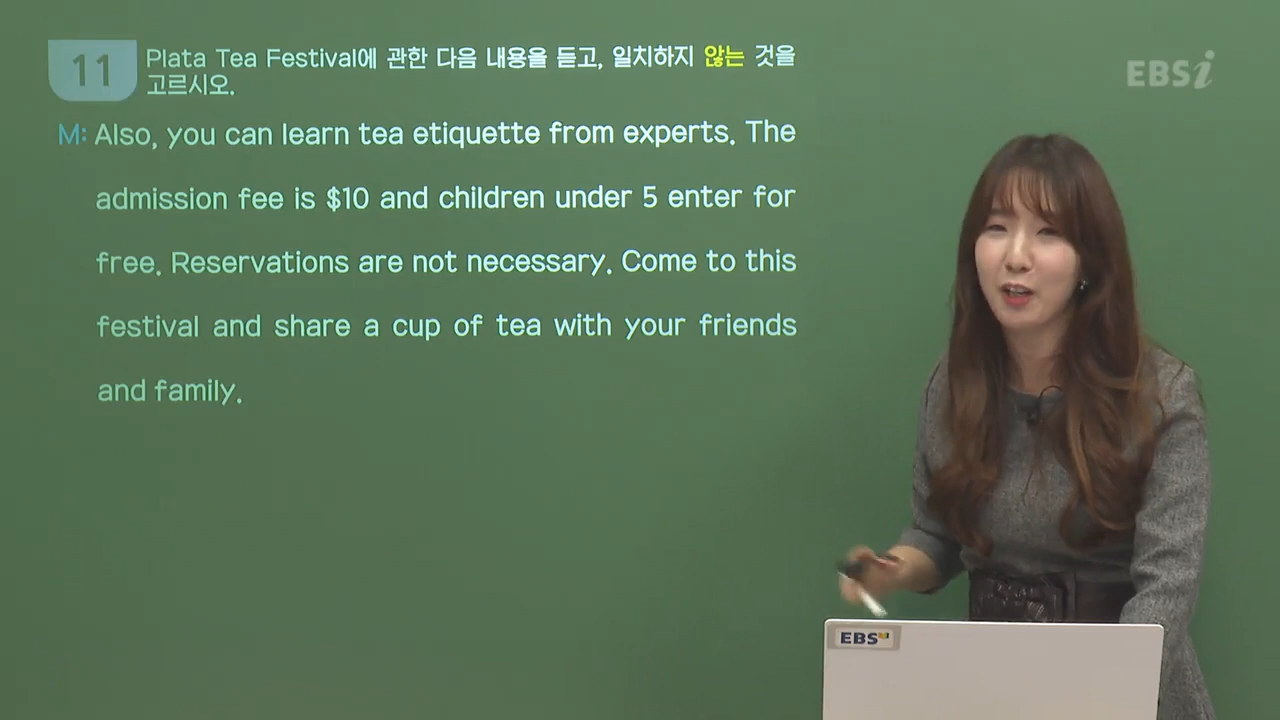 11
Plata Tea Festival에 관한 다음 내용을 듣고, 일치하지 않는 것을
고르시오.
EBSi
M: Also, you can learn tea etiquette from experts. The
admission fee is $10 and children under 5 enter for
free. Reservations are not necessary. Come to this
festival and share a cup of tea with your friends
and family.
EBS